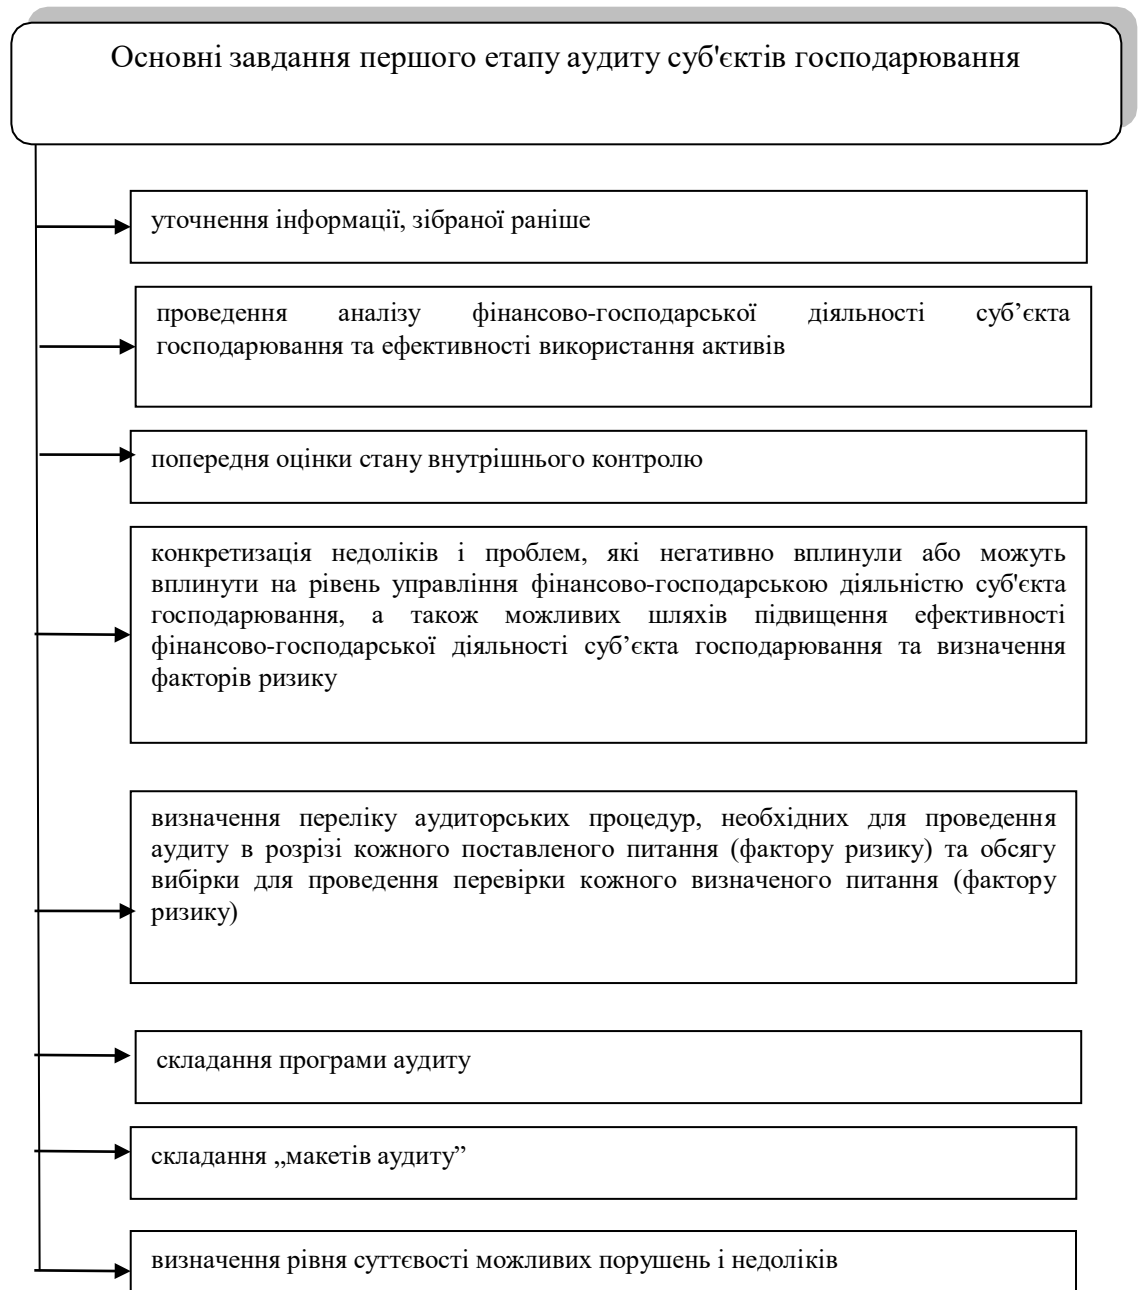 Основні завдання першого етапу аудиту суб'єктів господарювання
уточнення інформації, зібраної раніше
проведення аналізу фінансово-господарської діяльності суб’єкта
господарювання та ефективності використання активів
попередня оцінки стану внутрішнього контролю
конкретизація недоліків і проблем, які негативно вплинули або можуть
вплинути на рівень управління фінансово-господарською діяльністю суб'єкта
господарювання, а також можливих шляхів підвищення ефективності
фінансово-господарської діяльності суб’єкта господарювання та визначення
факторів ризику
визначення переліку аудиторських процедур, необхідних для проведення
аудиту в розрізі кожного поставленого питання (фактору ризику) та обсягу
вибірки для проведення перевірки кожного визначеного питання (фактору
ризику)
складання програми аудиту
складання „макетів аудиту”
визначення рівня суттєвості можливих порушень і недоліків